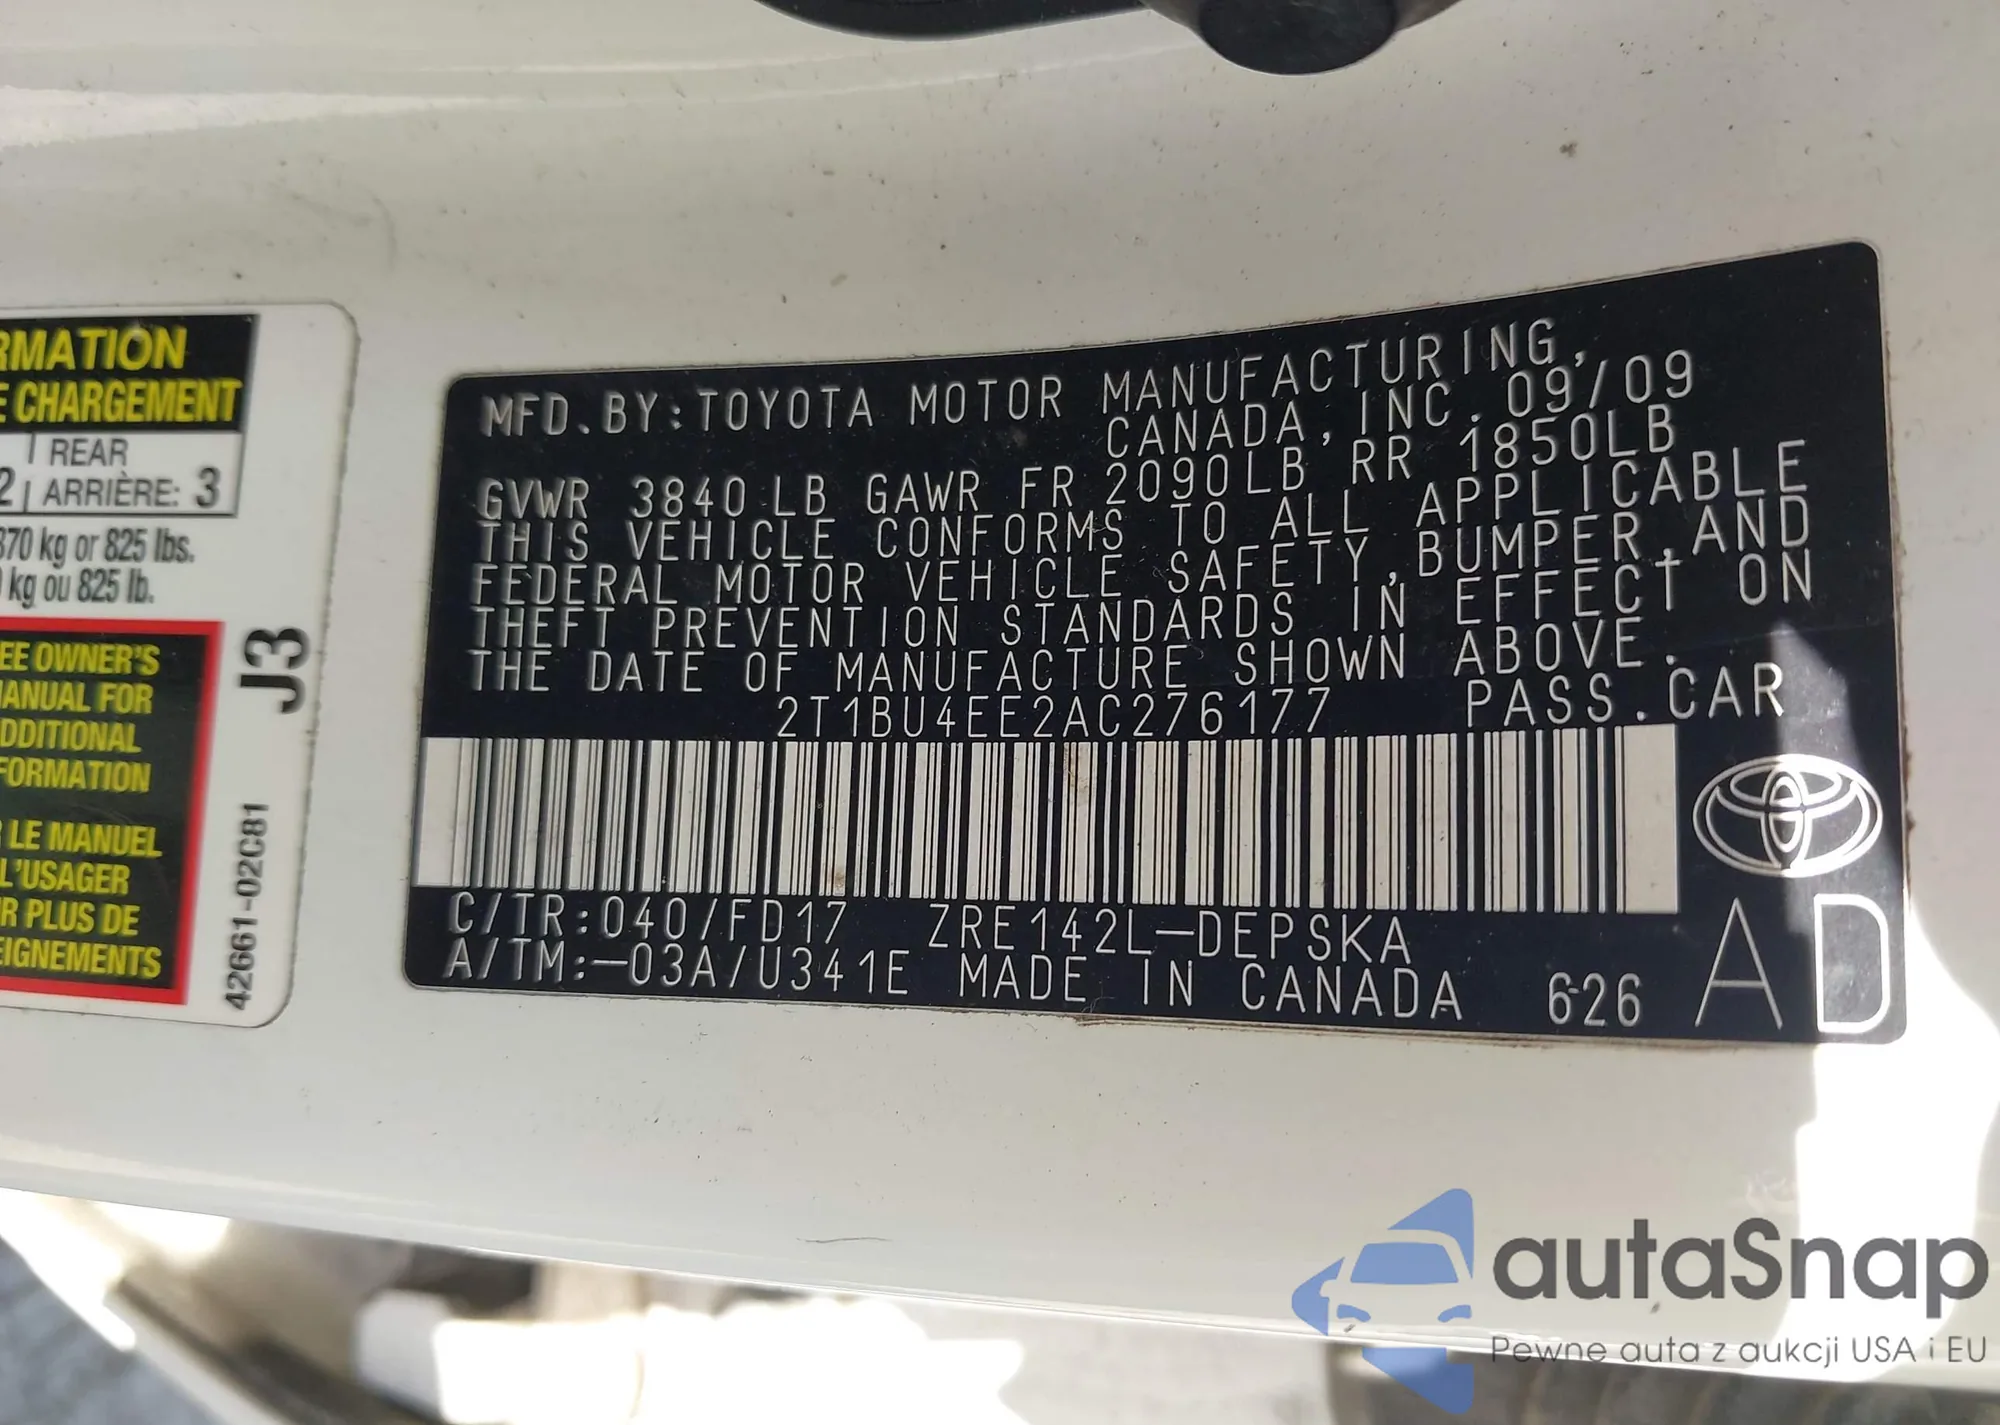 RMATION
E CHARGEMENT
2 | REAR
ARRIÈRE: 3
370 kg or 825 lbs.
kg ou 825 lb.
EE OWNER'S
MANUAL FOR
ADDITIONAL
FORMATION
R LE MANUEL
L'USAGER
R PLUS DE
EIGNEMENTS
J3
42661-02C81
MFD. BY: TOYOTA MOTOR MANUFACTURING,
CANADA, INC. 09/09
GVWR 3840 LB GAWR FR 2090LB RR 1850LB
THIS VEHICLE CONFORMS TO ALL APPLICABLE
FEDERAL MOTOR VEHICLE SAFETY, BUMPER, AND
THEFT PREVENTION STANDARDS IN EFFECT ON
THE DATE OF MANUFACTURE SHOWN ABOVE.
2T1BU4EE2AC276177 PASS. CAR
C/TR:040/FD17 ZRE142L-DEPSKA
A/TM:-03A/U341E MADE IN CANADA 626
AD
autaSnap
Pewne auta z aukcji USA i EU